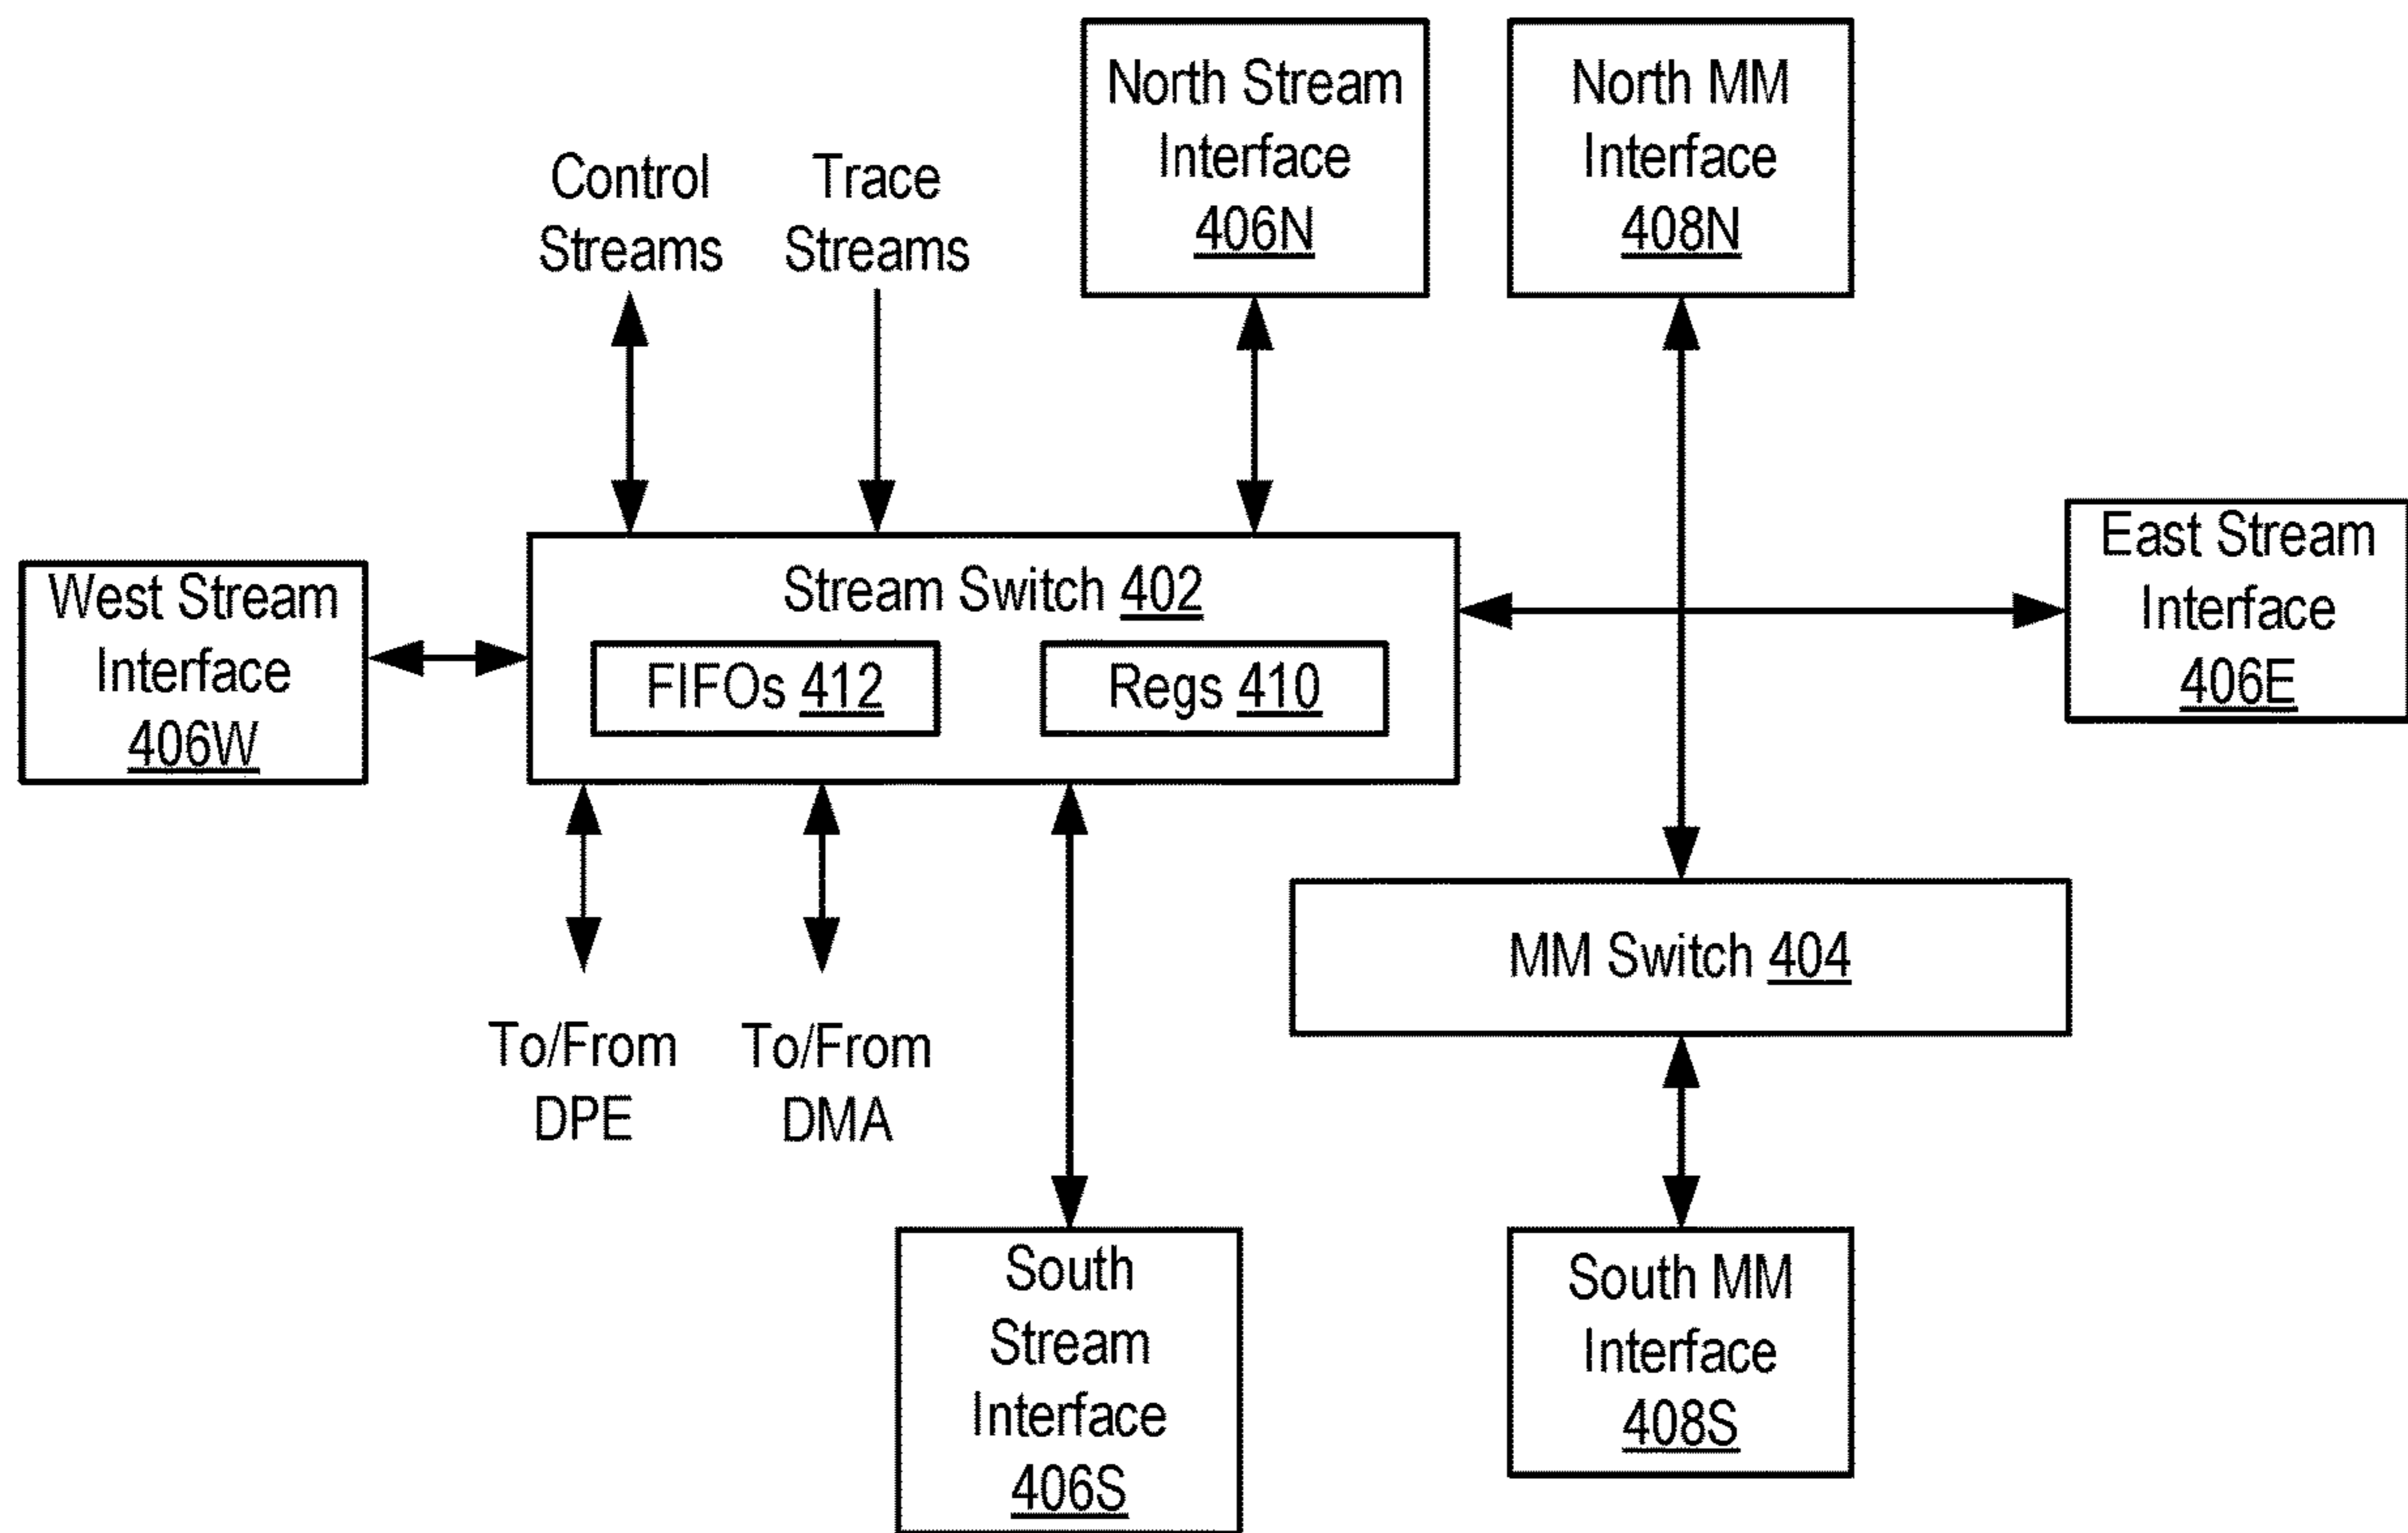 North Stream
Interface
406N
North MM
Interface
408N
Control
Streams
Trace
Streams
West Stream
Interface
406W
Stream Switch 402
FIFOs 412
Regs 410
East Stream
Interface
406E
MM Switch 404
To/From
DPE
To/From
DMA
South
Stream
Interface
406S
South MM
Interface
408S